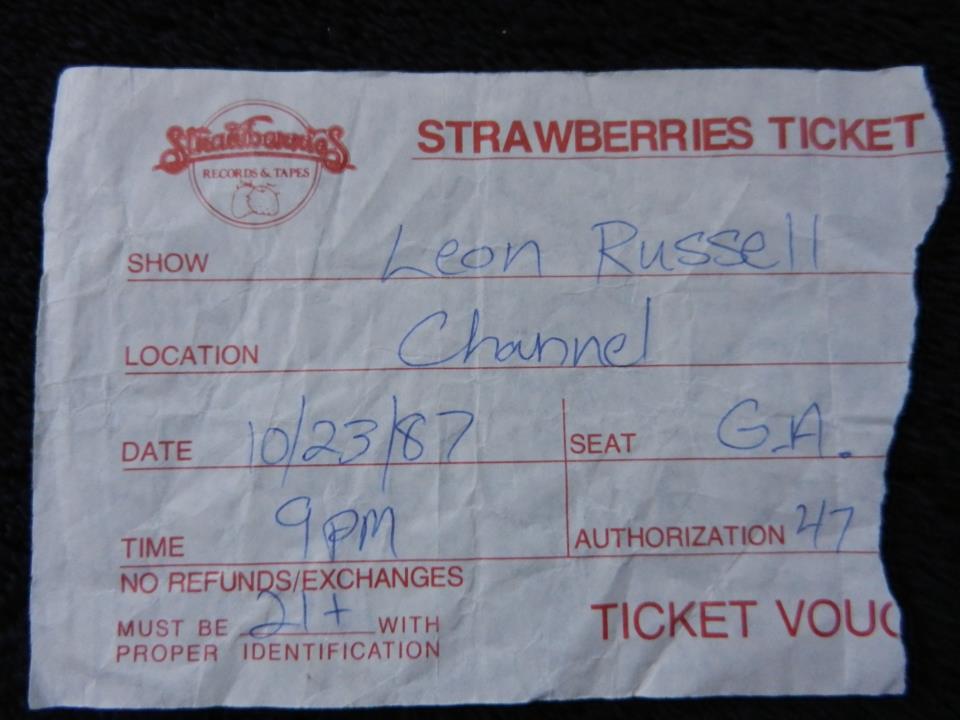 Strawberries
RECORDS & TAPES
STRAWBERRIES TICKET
SHOW Leon Russell
LOCATION Channel
DATE 10/23/87 SEAT G.A.
TIME 9pm AUTHORIZATION 47
NO REFUNDS/EXCHANGES
MUST BE 21+ WITH
PROPER IDENTIFICATION
TICKET VOUC